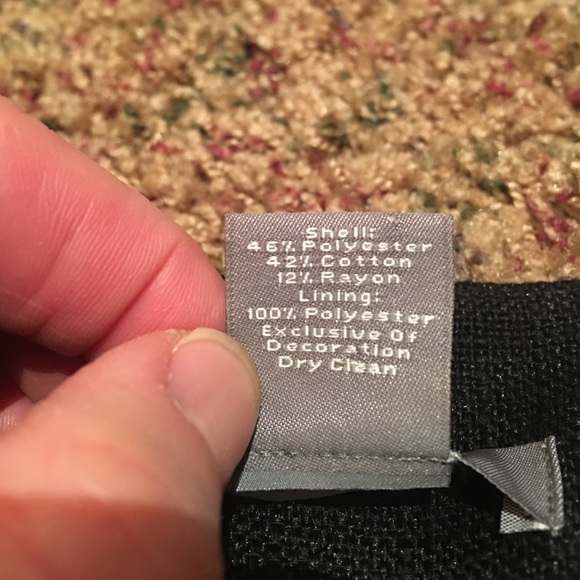 Shell:
46% Polyester
42% Cotton
12% Rayon
Lining:
100% Polyester
Exclusive Of
Decoration
Dry Clean